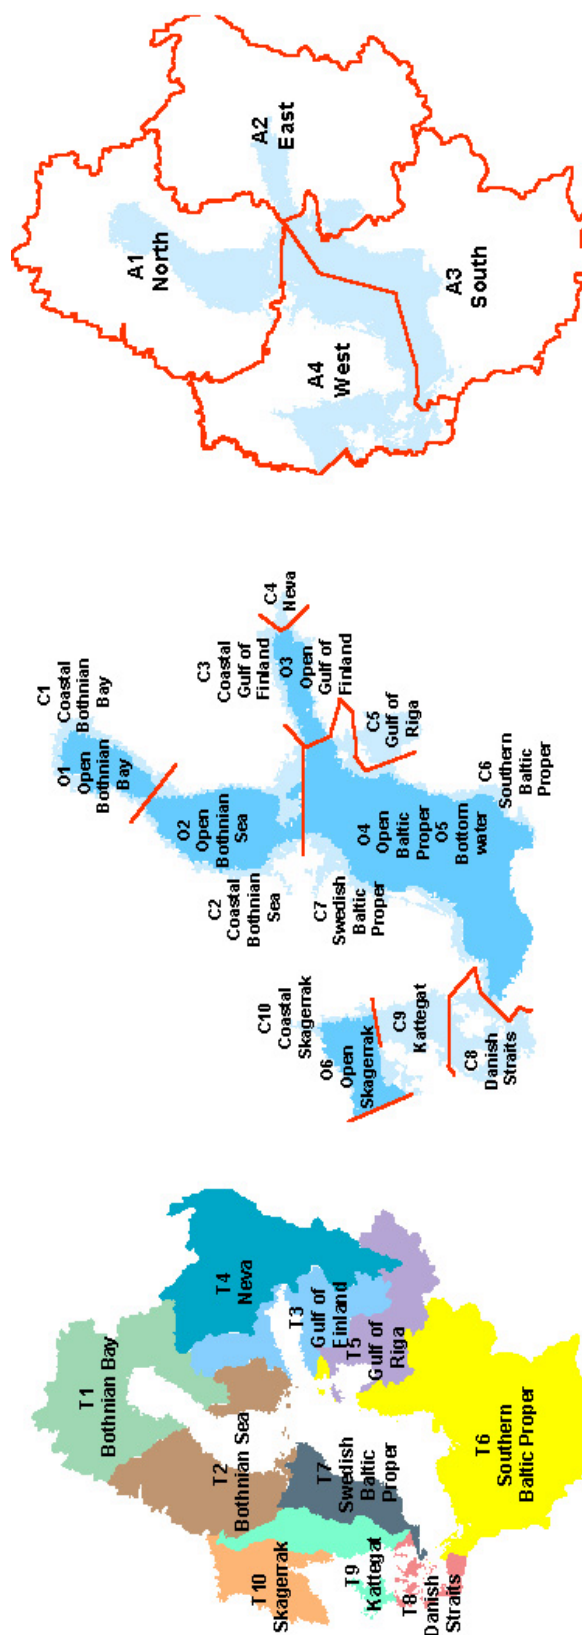 T1
Bothnian Bay
T2
Bothnian Sea
T4
Neva
T3
Gulf of
Finland
T5
Gulf of
Riga
T6
Southern
Baltic Proper
T7
Swedish
Baltic
Proper
T10
Skagerrak
T9
Kattegat
T8
Danish
Straits
C1
Coastal
Bothnian
Bay
O1
Open
Bothnian
Bay
O2
Open
Bothnian
Sea
C2
Coastal
Bothnian
Sea
C3
Coastal
Gulf of
Finland
C4
Neva
O3
Open
Gulf of
Finland
C5
Gulf of
Riga
C7
Swedish
Baltic
Proper
O4
Open
Baltic
Proper
O5
Bottom
water
C6
Southern
Baltic
Proper
C10
Coastal
Skagerrak
O6
Open
Skagerrak
C9
Kattegat
C8
Danish
Straits
A1
North
A2
East
A4
West
A3
South